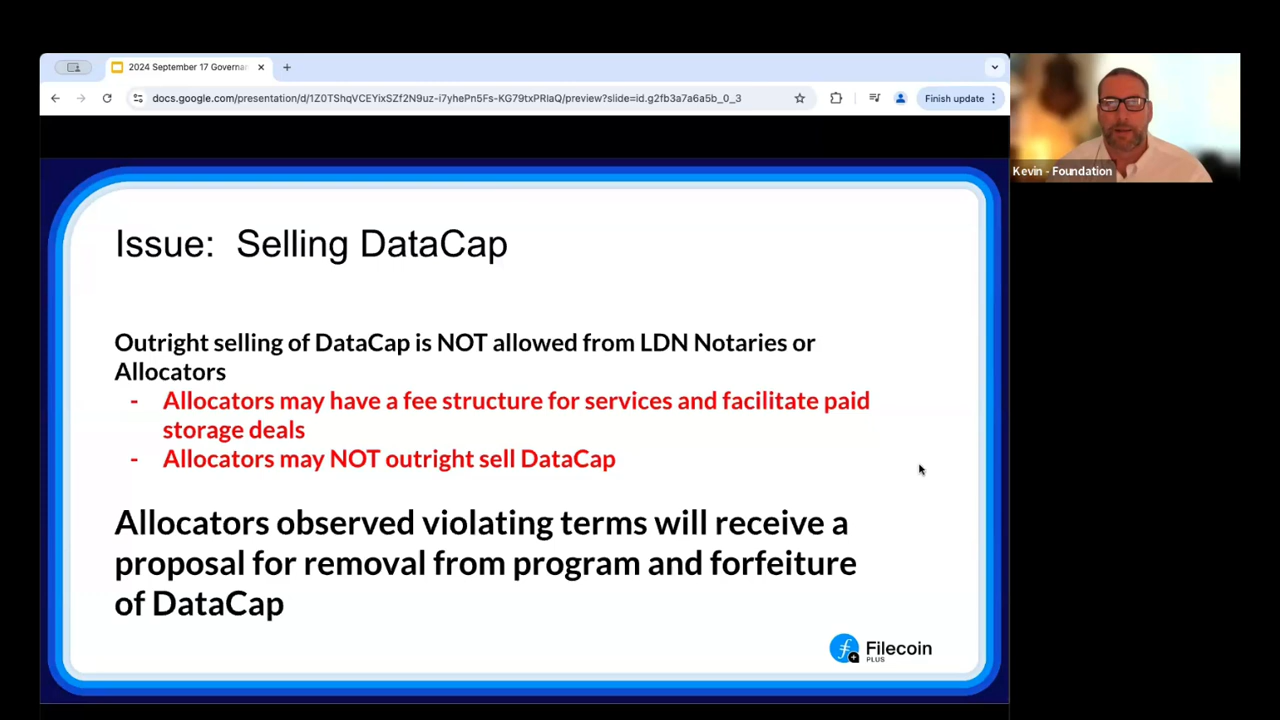 2024 September 17 Governa
docs.google.com/presentation/d/1Z0TShqVCEYixSZf2N9uz-i7yhePn5Fs-KG79txPRlaQ/preview?slide=id.g2fb3a7a6a5b_0_3
Finish update
Kevin - Foundation
Issue: Selling DataCap
Outright selling of DataCap is NOT allowed from LDN Notaries or
Allocators
- Allocators may have a fee structure for services and facilitate paid
storage deals
- Allocators may NOT outright sell DataCap
Allocators observed violating terms will receive a
proposal for removal from program and forfeiture
of DataCap
Filecoin
PLUS